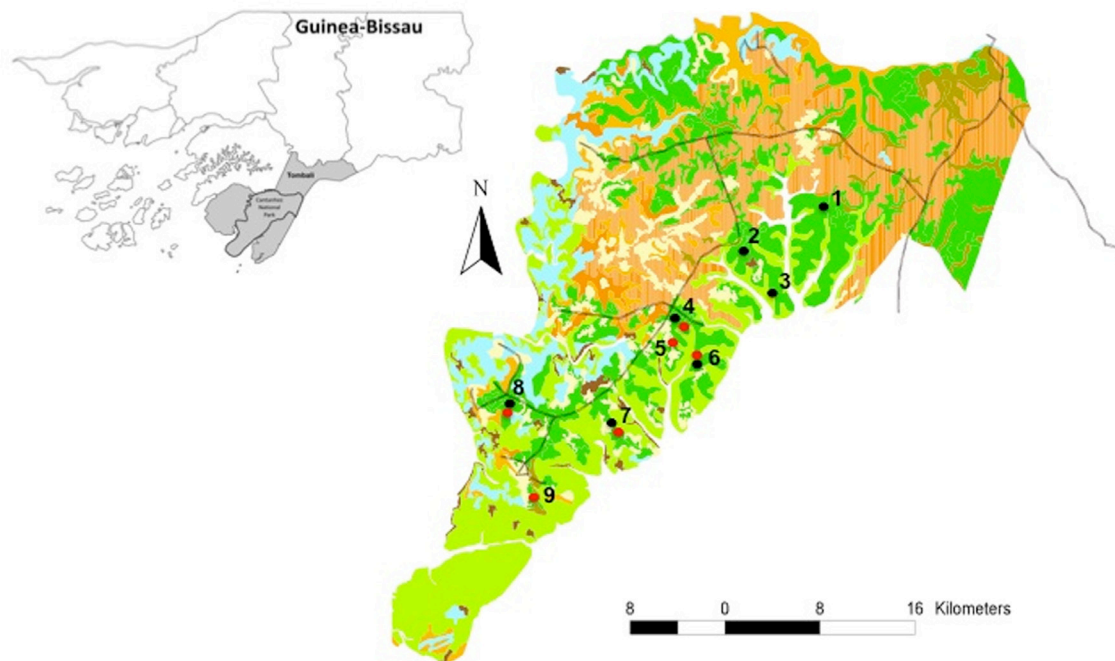 Guinea-Bissau
Tombali
Cantanhez
National
Park
N
1
2
3
4
5
6
7
8
9
8 0 8 16 Kilometers